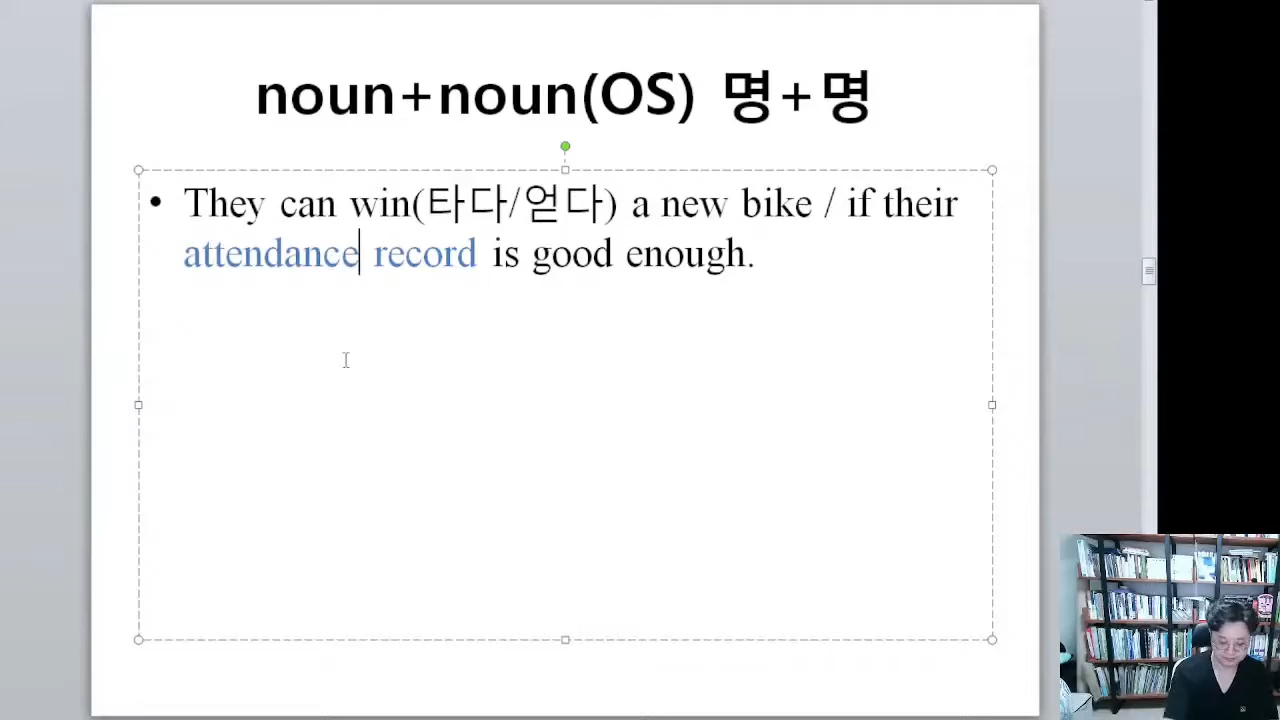 noun+noun(OS) 명+명
• They can win(타다/얻다) a new bike / if their
attendance record is good enough.